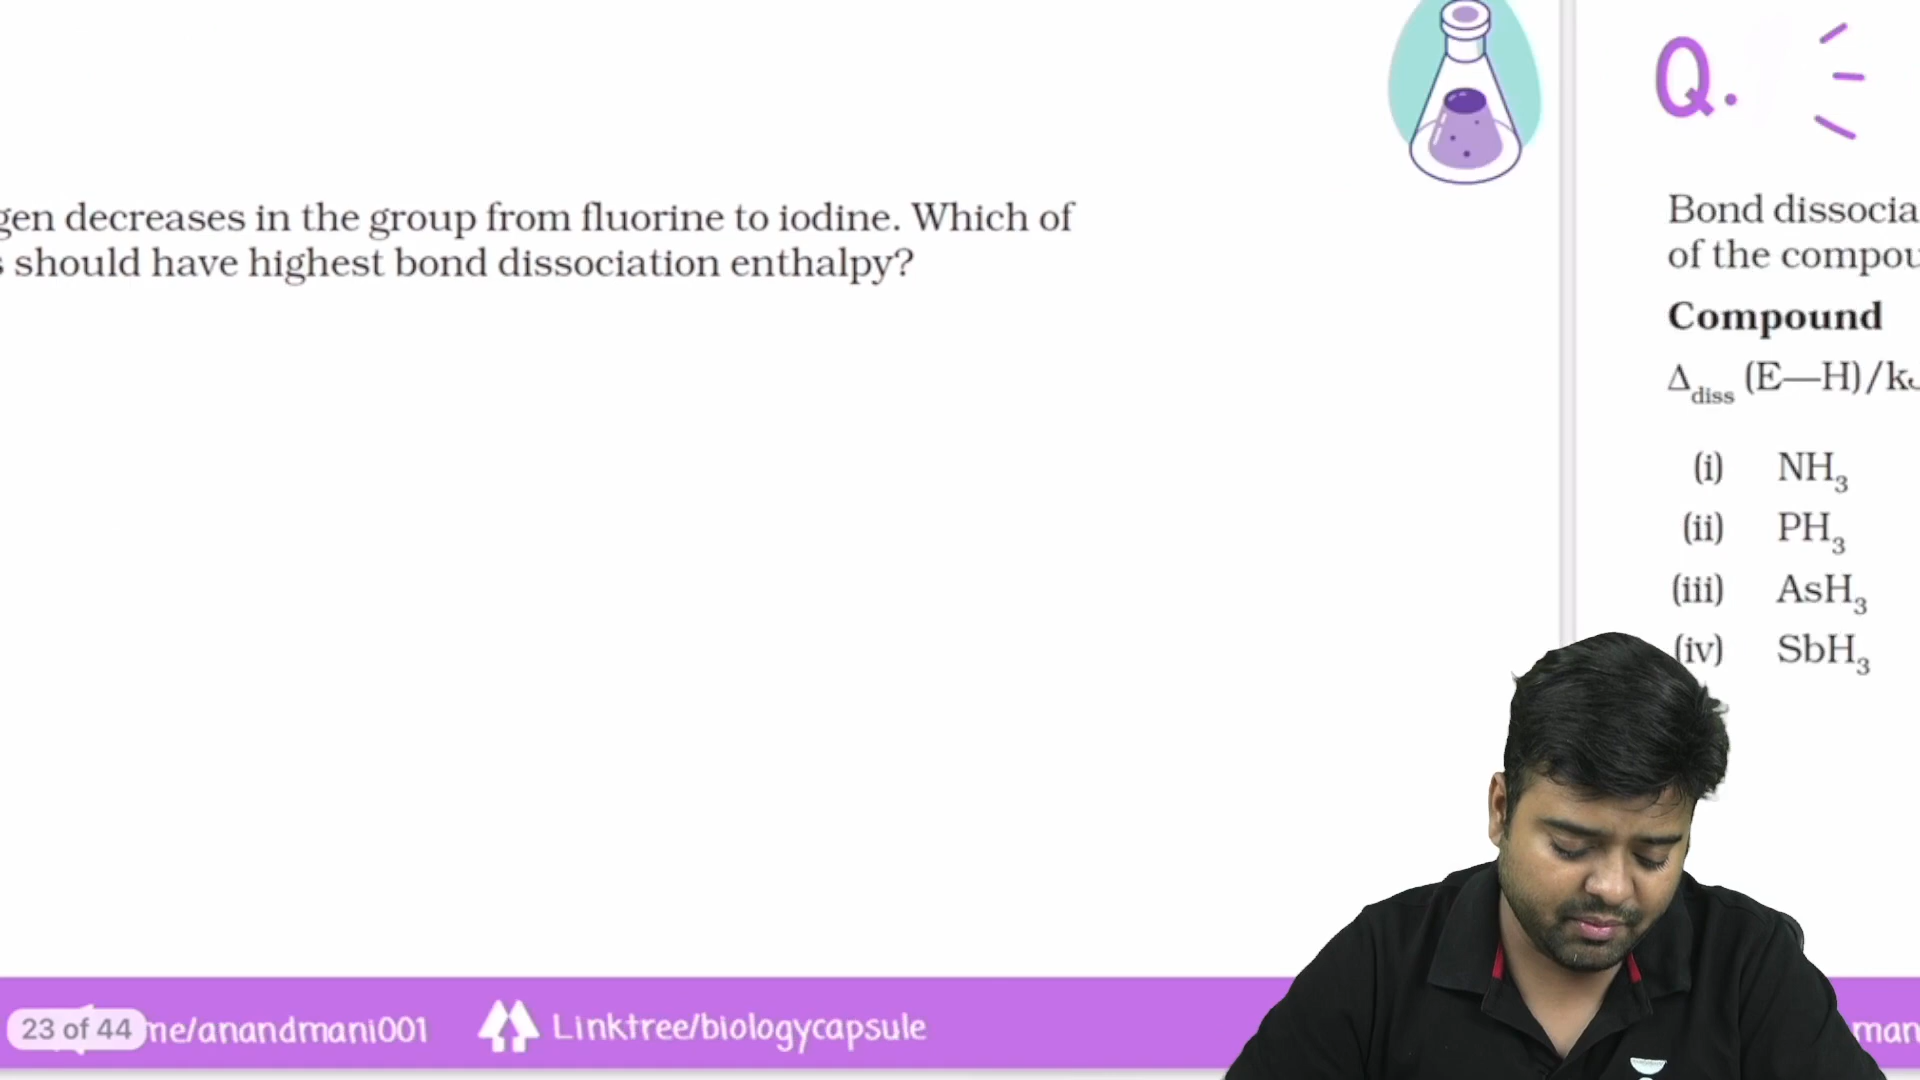 gen decreases in the group from fluorine to iodine. Which of
s should have highest bond dissociation enthalpy?
Q.
Bond dissocia
of the compou
Compound
Δdiss (E—H)/k
(i) NH3
(ii) PH3
(iii) AsH3
(iv) SbH3
23 of 44
me/anandmani001
Linktree/biologycapsule
man